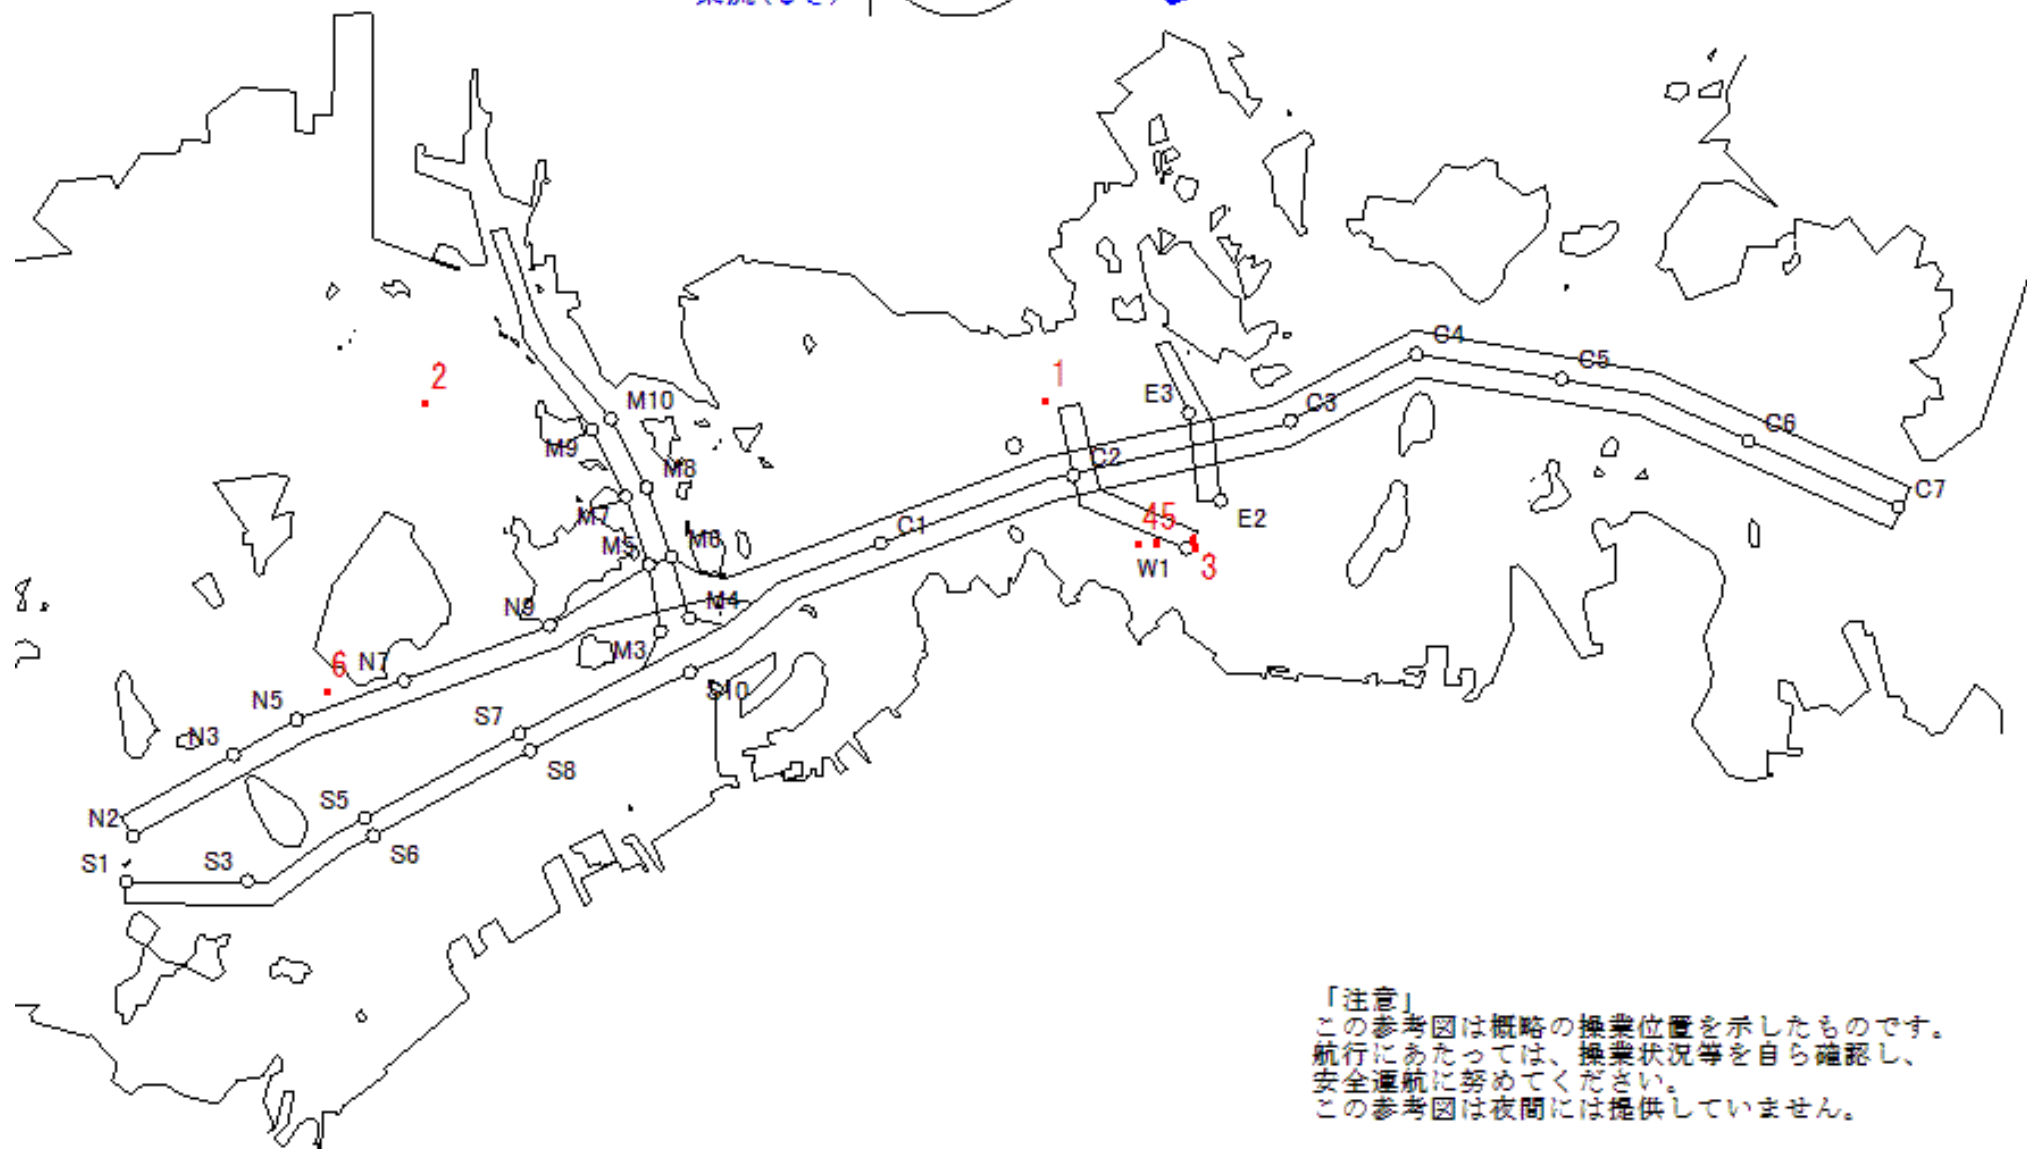 C4
C5
2
1
E3
M10
C3
C6
M9
M8
C2
C7
M7
45
E2
C1
M5
M6
W1
3
N9
M4
M3
6
N7
S10
N5
S7
N3
S8
S5
N2
S6
S1
S3
「注意」
この参考図は概略の操業位置を示したものです。
航行にあたっては、操業状況等を自ら確認し、
安全運航に努めてください。
この参考図は夜間には提供していません。